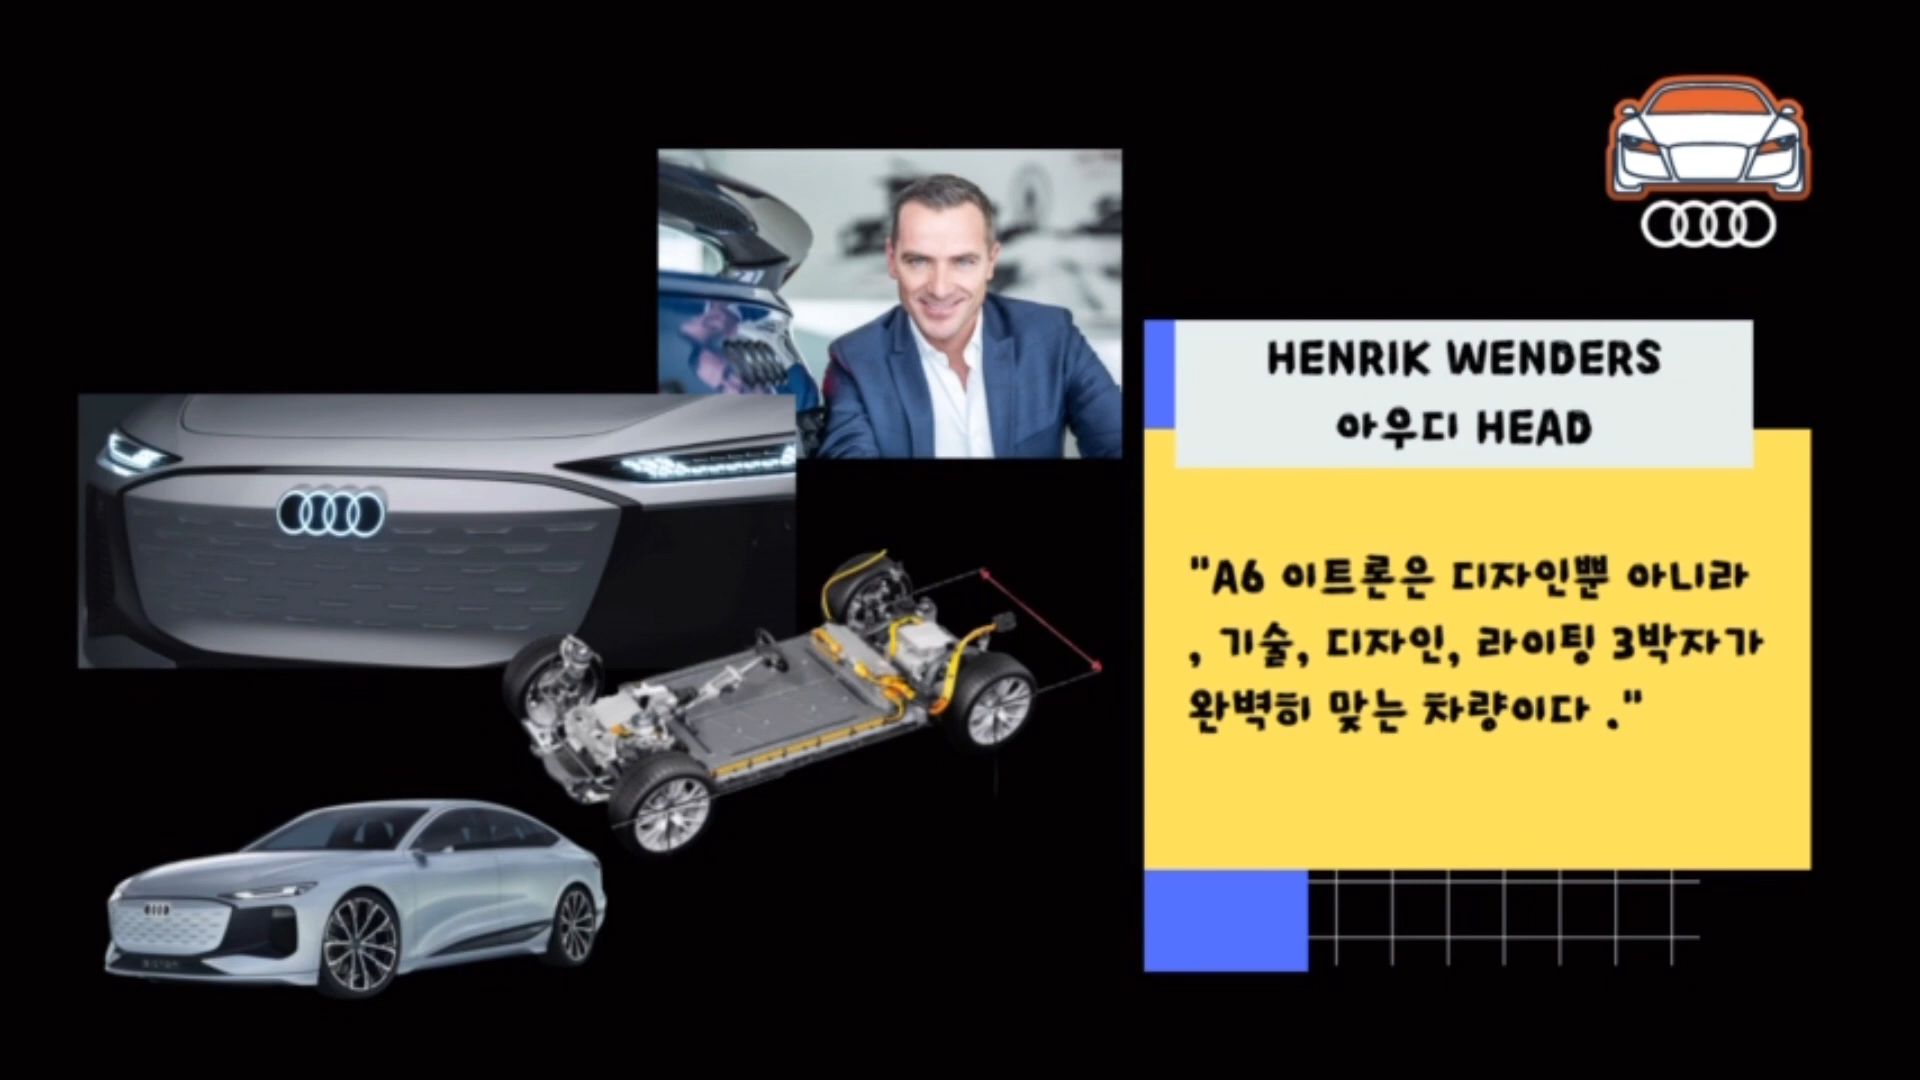 HENRIK WENDERS
아우디 HEAD
"A6 이트론은 디자인뿐 아니라
, 기술, 디자인, 라이팅 3박자가
완벽히 맞는 차량이다 ."